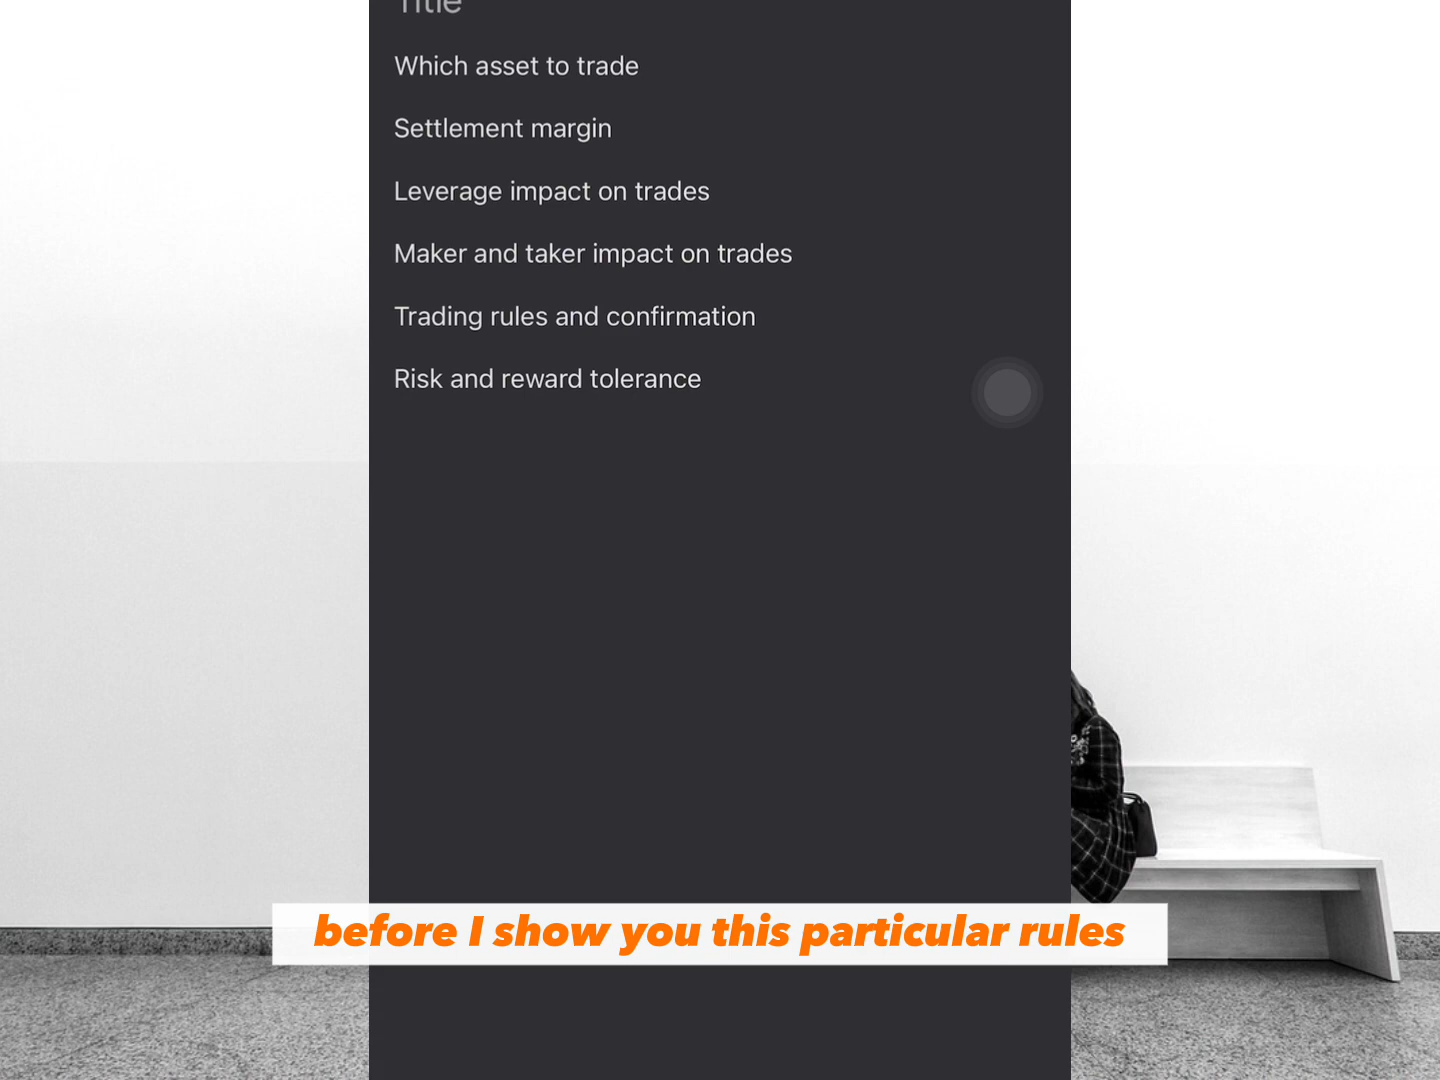 Title
Which asset to trade
Settlement margin
Leverage impact on trades
Maker and taker impact on trades
Trading rules and confirmation
Risk and reward tolerance
before I show you this particular rules